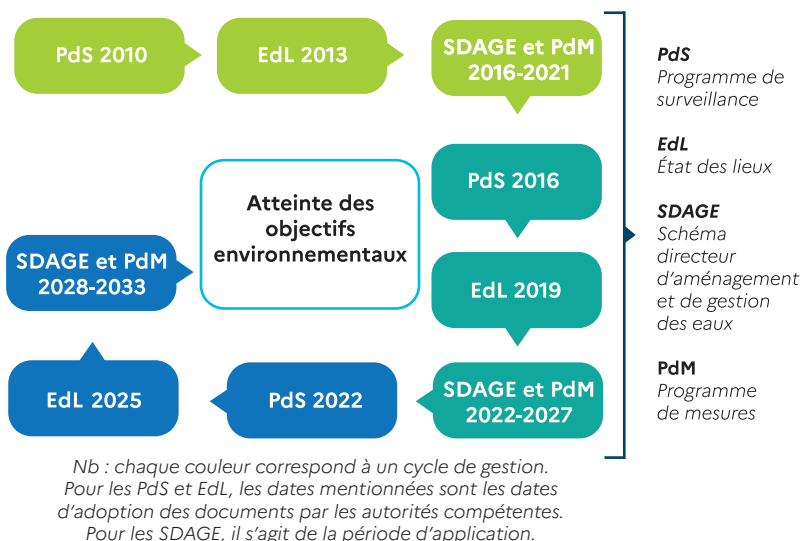 PdS 2010
EdL 2013
SDAGE et PdM
2016-2021
PdS 2016
EdL 2019
SDAGE et PdM
2022-2027
PdS 2022
EdL 2025
SDAGE et PdM
2028-2033
Atteinte des
objectifs
environnementaux
PdS
Programme de
surveillance
EdL
État des lieux
SDAGE
Schéma
directeur
d’aménagement
et de gestion
des eaux
PdM
Programme
de mesures
Nb : chaque couleur correspond à un cycle de gestion.
Pour les PdS et EdL, les dates mentionnées sont les dates
d’adoption des documents par les autorités compétentes.
Pour les SDAGE, il s’agit de la période d’application.